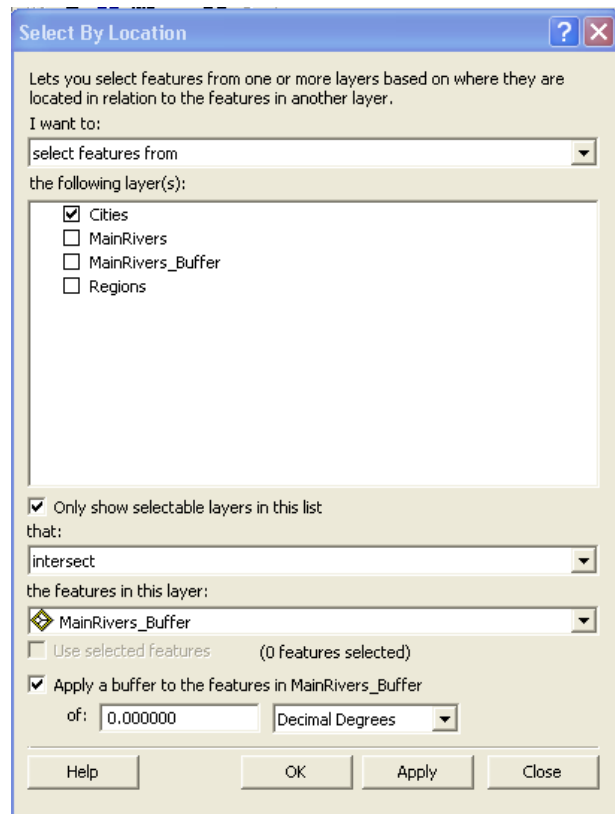 Select By Location
Lets you select features from one or more layers based on where they are
located in relation to the features in another layer.
I want to:
select features from
the following layer(s):
Cities
MainRivers
MainRivers_Buffer
Regions
Only show selectable layers in this list
that:
intersect
the features in this layer:
MainRivers_Buffer
Use selected features (0 features selected)
Apply a buffer to the features in MainRivers_Buffer
of: 0.000000 Decimal Degrees
Help OK Apply Close